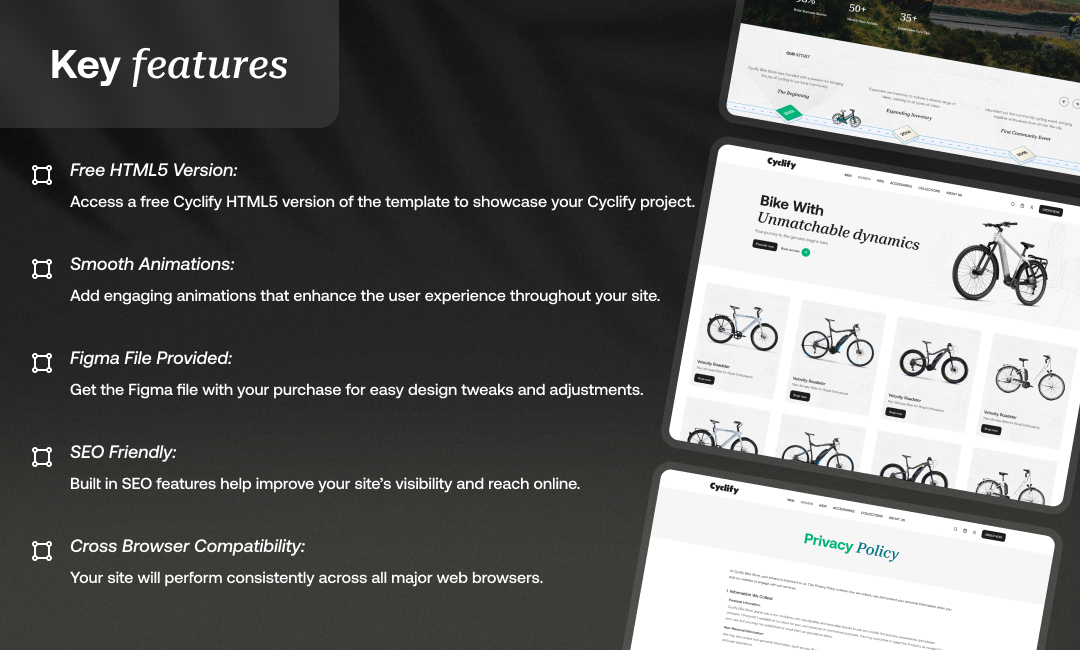 Key features
Free HTML5 Version:
Access a free Cyclify HTML5 version of the template to showcase your Cyclify project.
Smooth Animations:
Add engaging animations that enhance the user experience throughout your site.
Figma File Provided:
Get the Figma file with your purchase for easy design tweaks and adjustments.
SEO Friendly:
Built in SEO features help improve your site's visibility and reach online.
Cross Browser Compatibility:
Your site will perform consistently across all major web browsers.
50+
35+
OUR STORY
The Beginning
Expanding Inventory
First Community Event
2014
Cyclify
MEN WOMEN KIDS ACCESSORIES COLLECTIONS ABOUT US
Bike With
Unmatchable dynamics
Velocity Roadster
Velocity Roadster
Velocity Roadster
Velocity Roadster
Cyclify
MEN WOMEN KIDS ACCESSORIES COLLECTIONS ABOUT US
Privacy Policy
1. Information We Collect
Personal Information:
Non-Personal Information